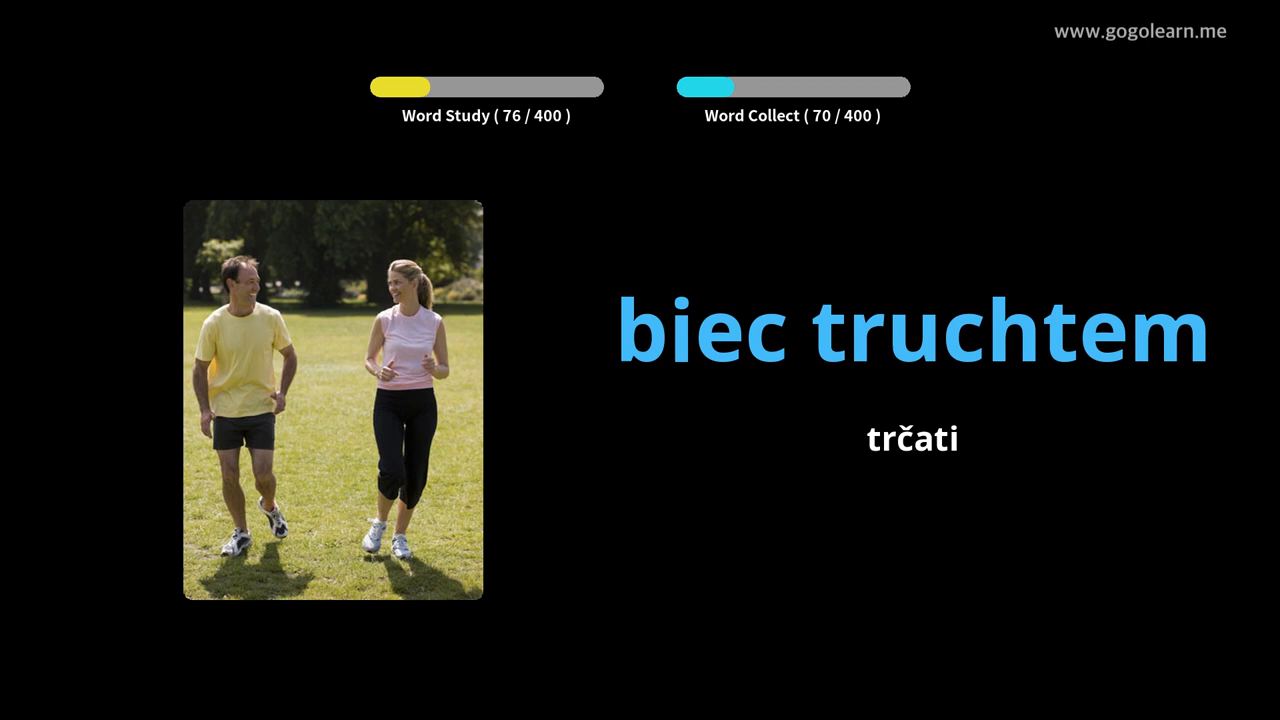 www.gogolearn.me
Word Study ( 76 / 400 )
Word Collect ( 70 / 400 )
biec truchtem
trčati